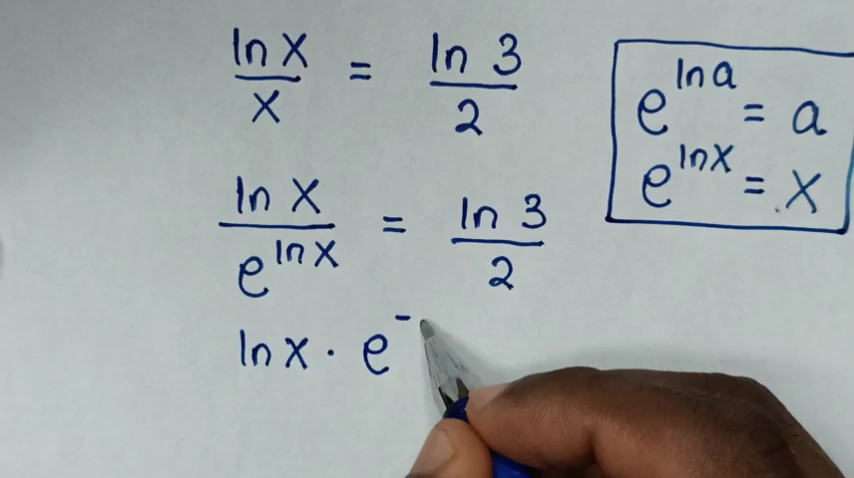 ln x / x = ln 3 / 2
ln x / e^{ln x} = ln 3 / 2
ln x · e^-
e^{ln a} = a
e^{ln x} = x